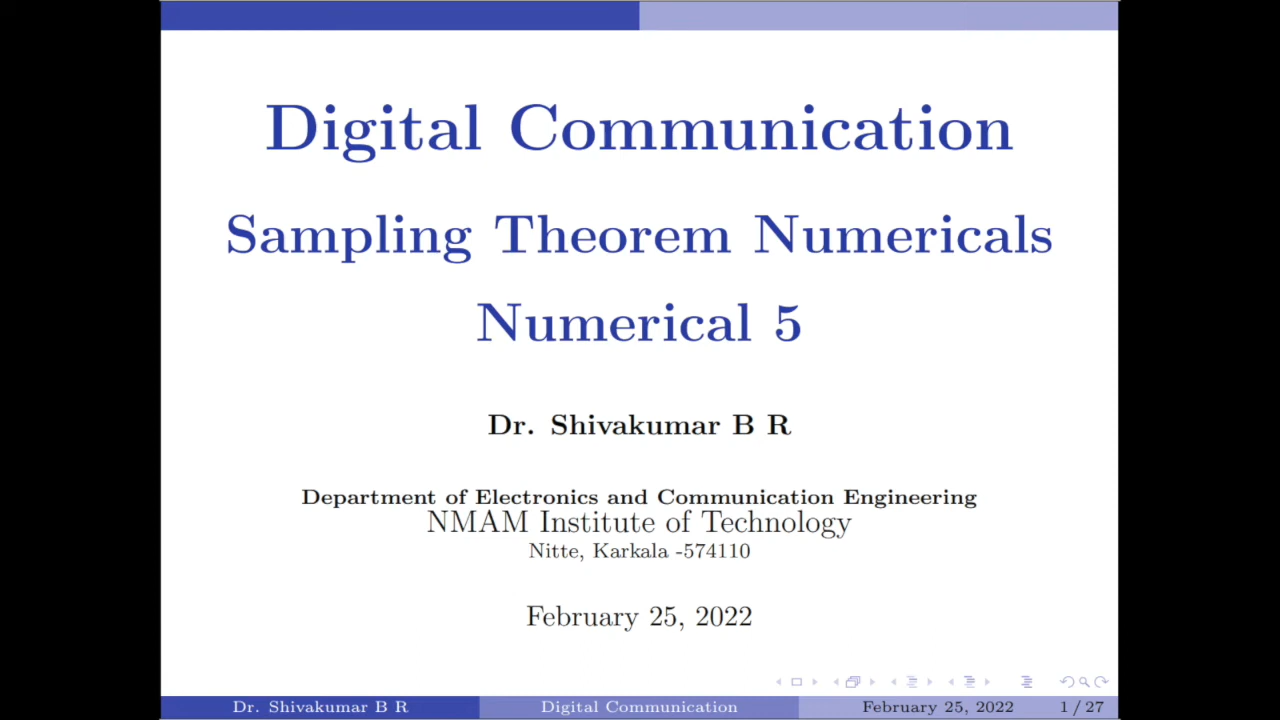 Digital Communication
Sampling Theorem Numericals
Numerical 5
Dr. Shivakumar B R
Department of Electronics and Communication Engineering
NMAM Institute of Technology
Nitte, Karkala -574110
February 25, 2022
Dr. Shivakumar B R Digital Communication February 25, 2022 1 / 27